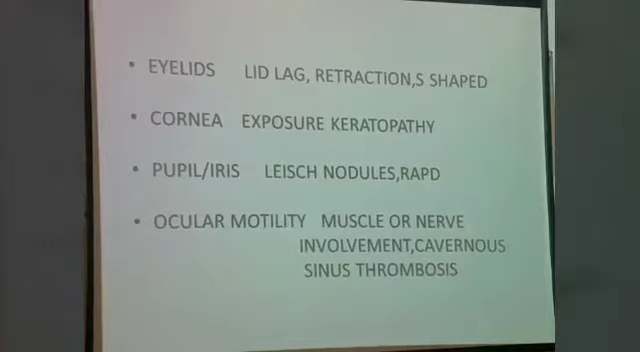 • EYELIDS LID LAG, RETRACTION,S SHAPED
• CORNEA EXPOSURE KERATOPATHY
• PUPIL/IRIS LEISCH NODULES,RAPD
• OCULAR MOTILITY MUSCLE OR NERVE
INVOLVEMENT,CAVERNOUS
SINUS THROMBOSIS